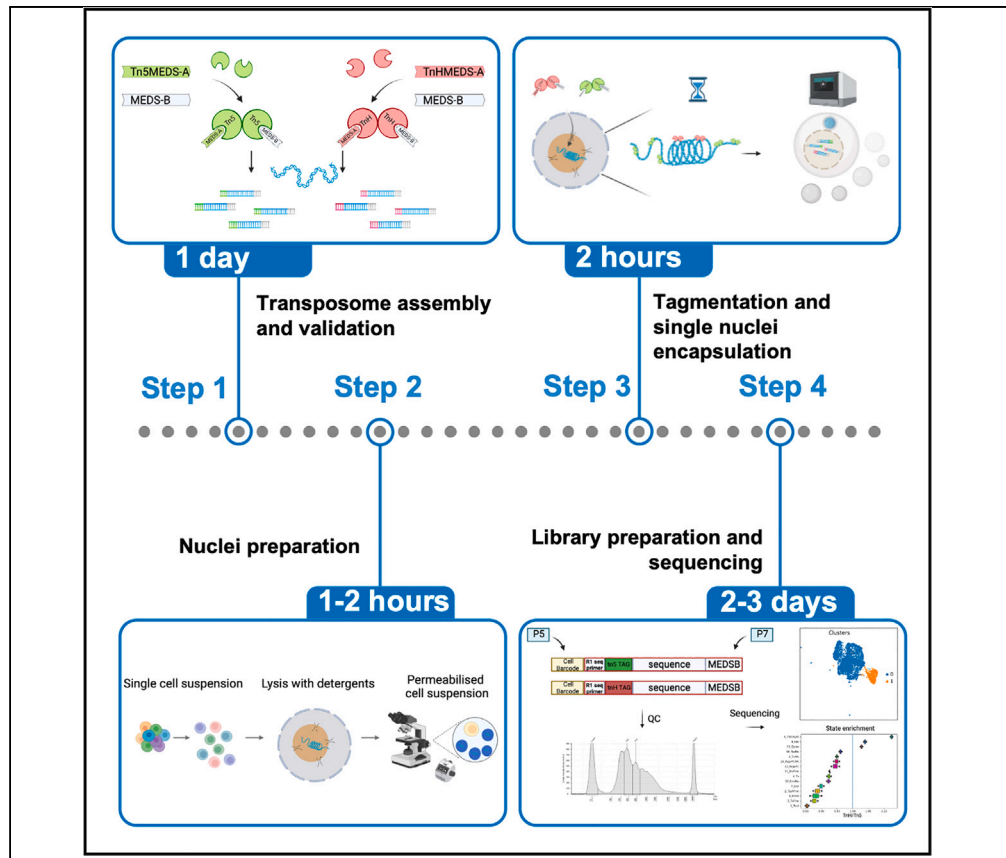 Tn5MEDS-A
MEDS-B
TnHMEDS-A
MEDS-B
Tn5
Tn5
MEDS-A
MEDS-B
TnH
TnH
MEDS-A
MEDS-B
1 day
2 hours
Transposome assembly
and validation
Tagmentation and
single nuclei
encapsulation
Step 1
Step 2
Step 3
Step 4
Nuclei preparation
Library preparation and
sequencing
1-2 hours
2-3 days
Single cell suspension
Lysis with detergents
Permeabilised
cell suspension
P5
P7
Cell
Barcode
R1 seq
primer
tn5 TAG
sequence
MEDSB
Cell
Barcode
R1 seq
primer
tnH TAG
sequence
MEDSB
QC
Sequencing
Clusters
0
1
State enrichment
TnH/Tn5